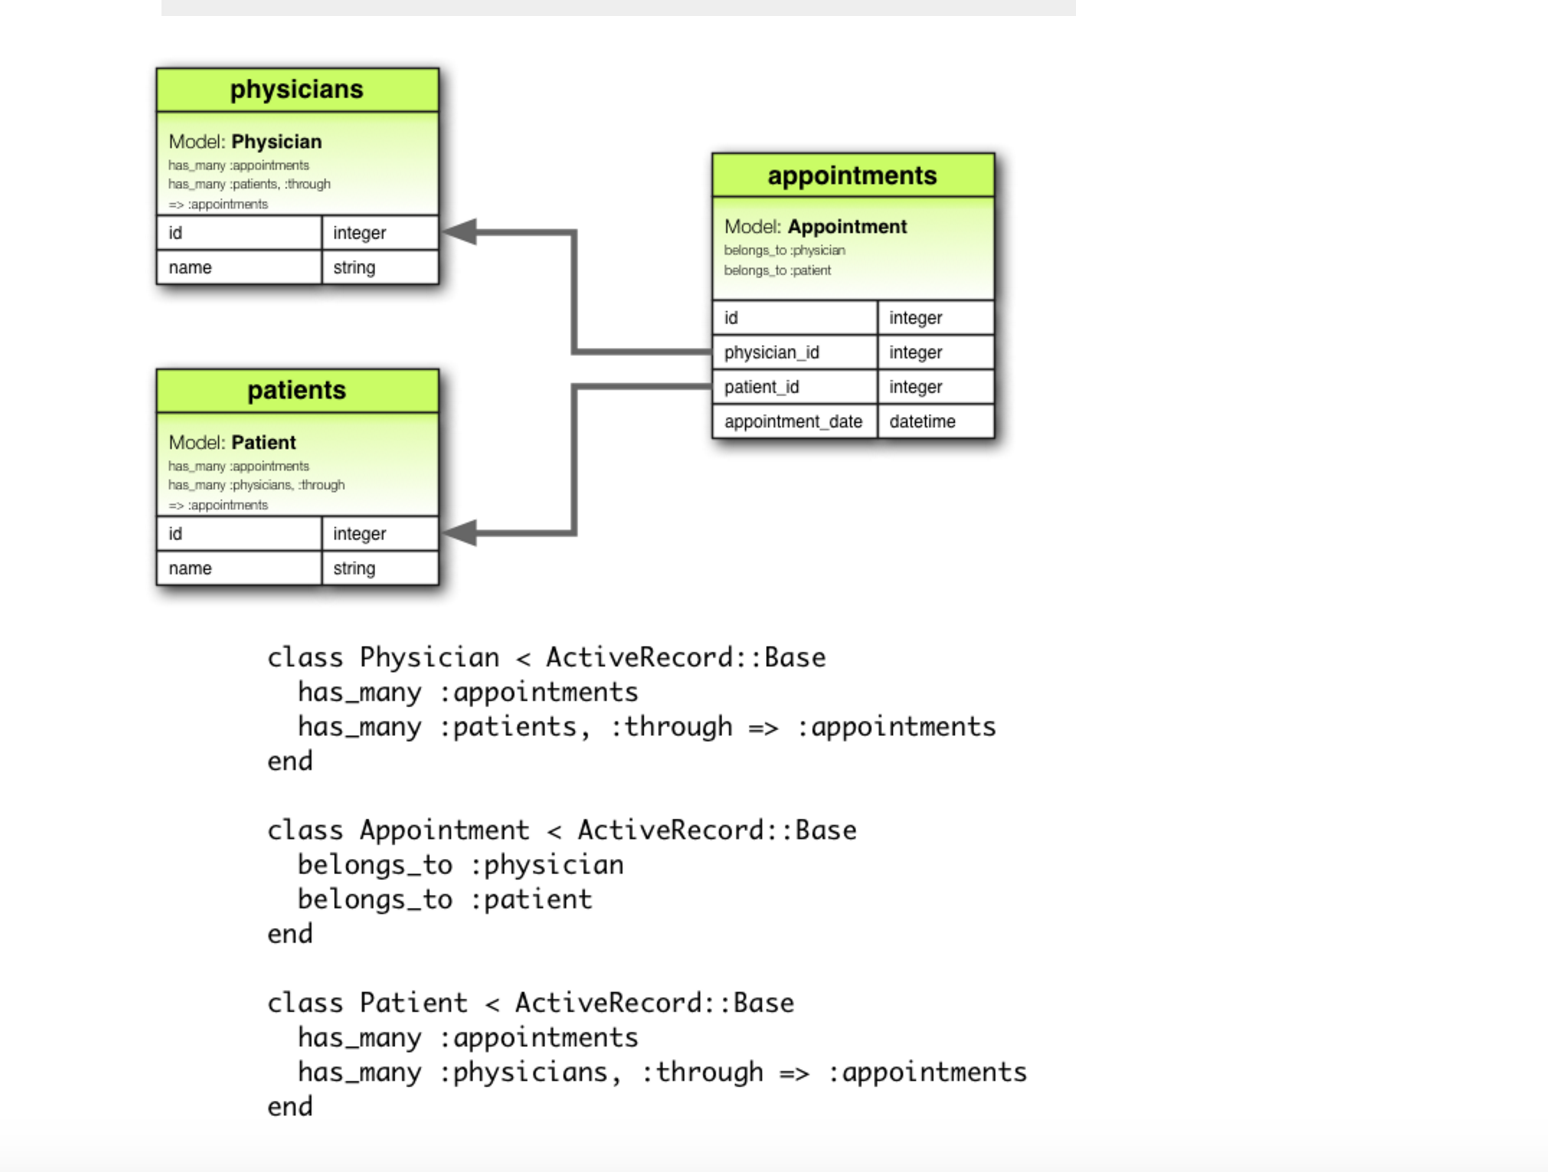 physicians
Model: Physician
has_many :appointments
has_many :patients, :through
=> :appointments
id integer
name string
appointments
Model: Appointment
belongs_to :physician
belongs_to :patient
id integer
physician_id integer
patient_id integer
appointment_date datetime
patients
Model: Patient
has_many :appointments
has_many :physicians, :through
=> :appointments
id integer
name string
class Physician < ActiveRecord::Base
  has_many :appointments
  has_many :patients, :through => :appointments
end
class Appointment < ActiveRecord::Base
  belongs_to :physician
  belongs_to :patient
end
class Patient < ActiveRecord::Base
  has_many :appointments
  has_many :physicians, :through => :appointments
end